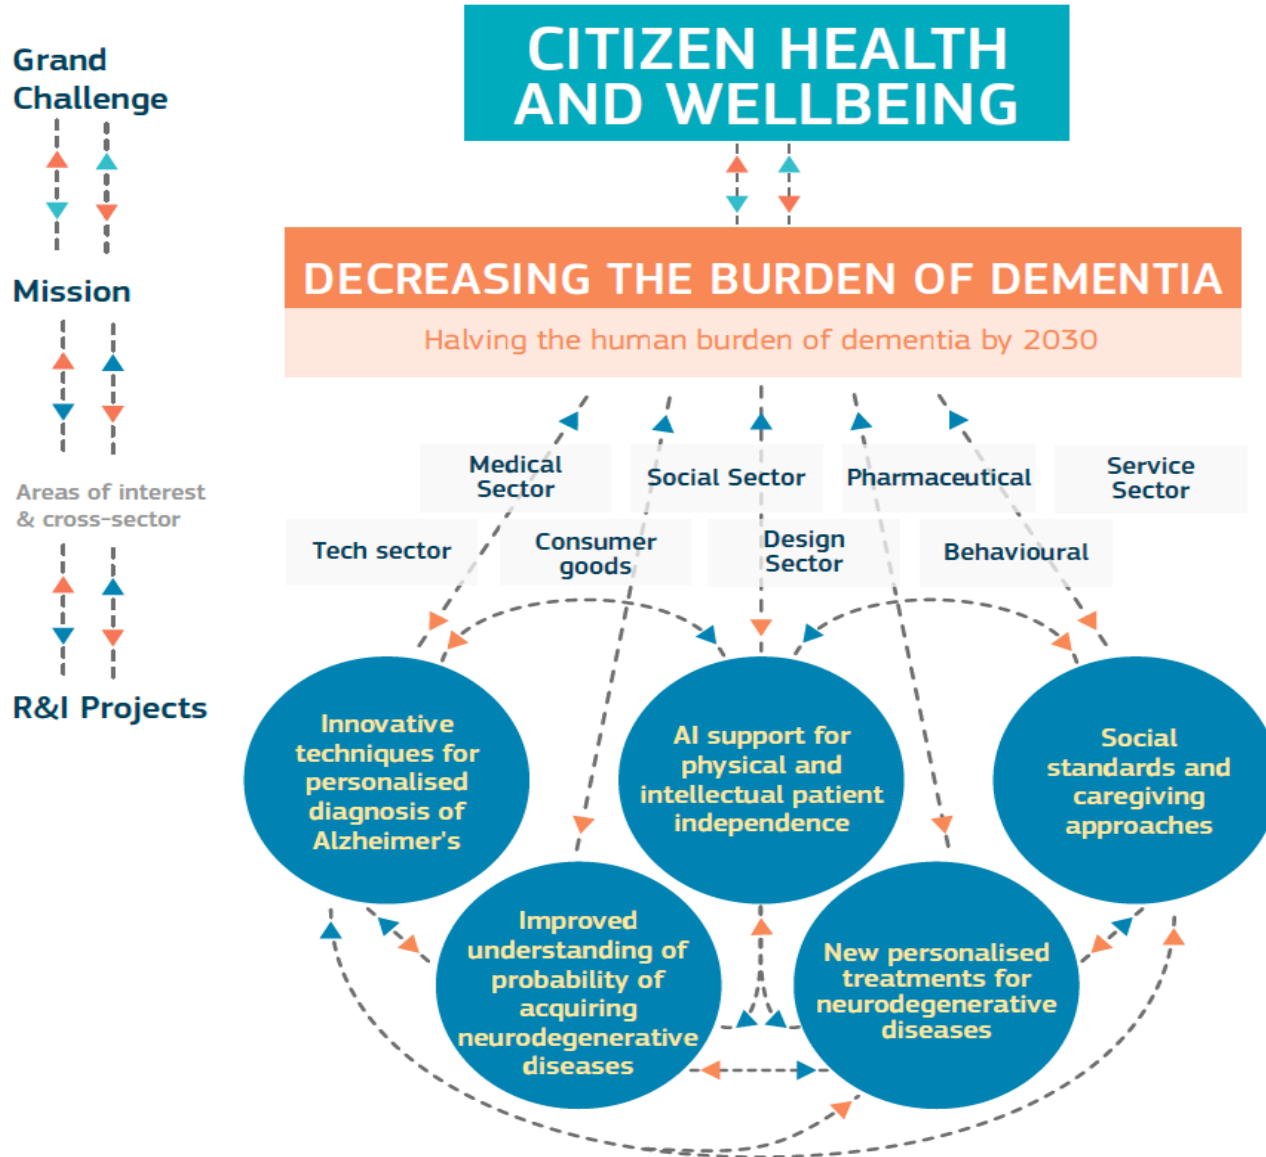 Grand
Challenge
CITIZEN HEALTH
AND WELLBEING
Mission
DECREASING THE BURDEN OF DEMENTIA
Halving the human burden of dementia by 2030
Areas of interest
& cross-sector
Medical
Sector
Social Sector
Pharmaceutical
Service
Sector
Tech sector
Consumer
goods
Design
Sector
Behavioural
R&I Projects
Innovative
techniques for
personalised
diagnosis of
Alzheimer's
AI support for
physical and
intellectual patient
independence
Social
standards and
caregiving
approaches
Improved
understanding of
probability of
acquiring
neurodegenerative
diseases
New personalised
treatments for
neurodegenerative
diseases